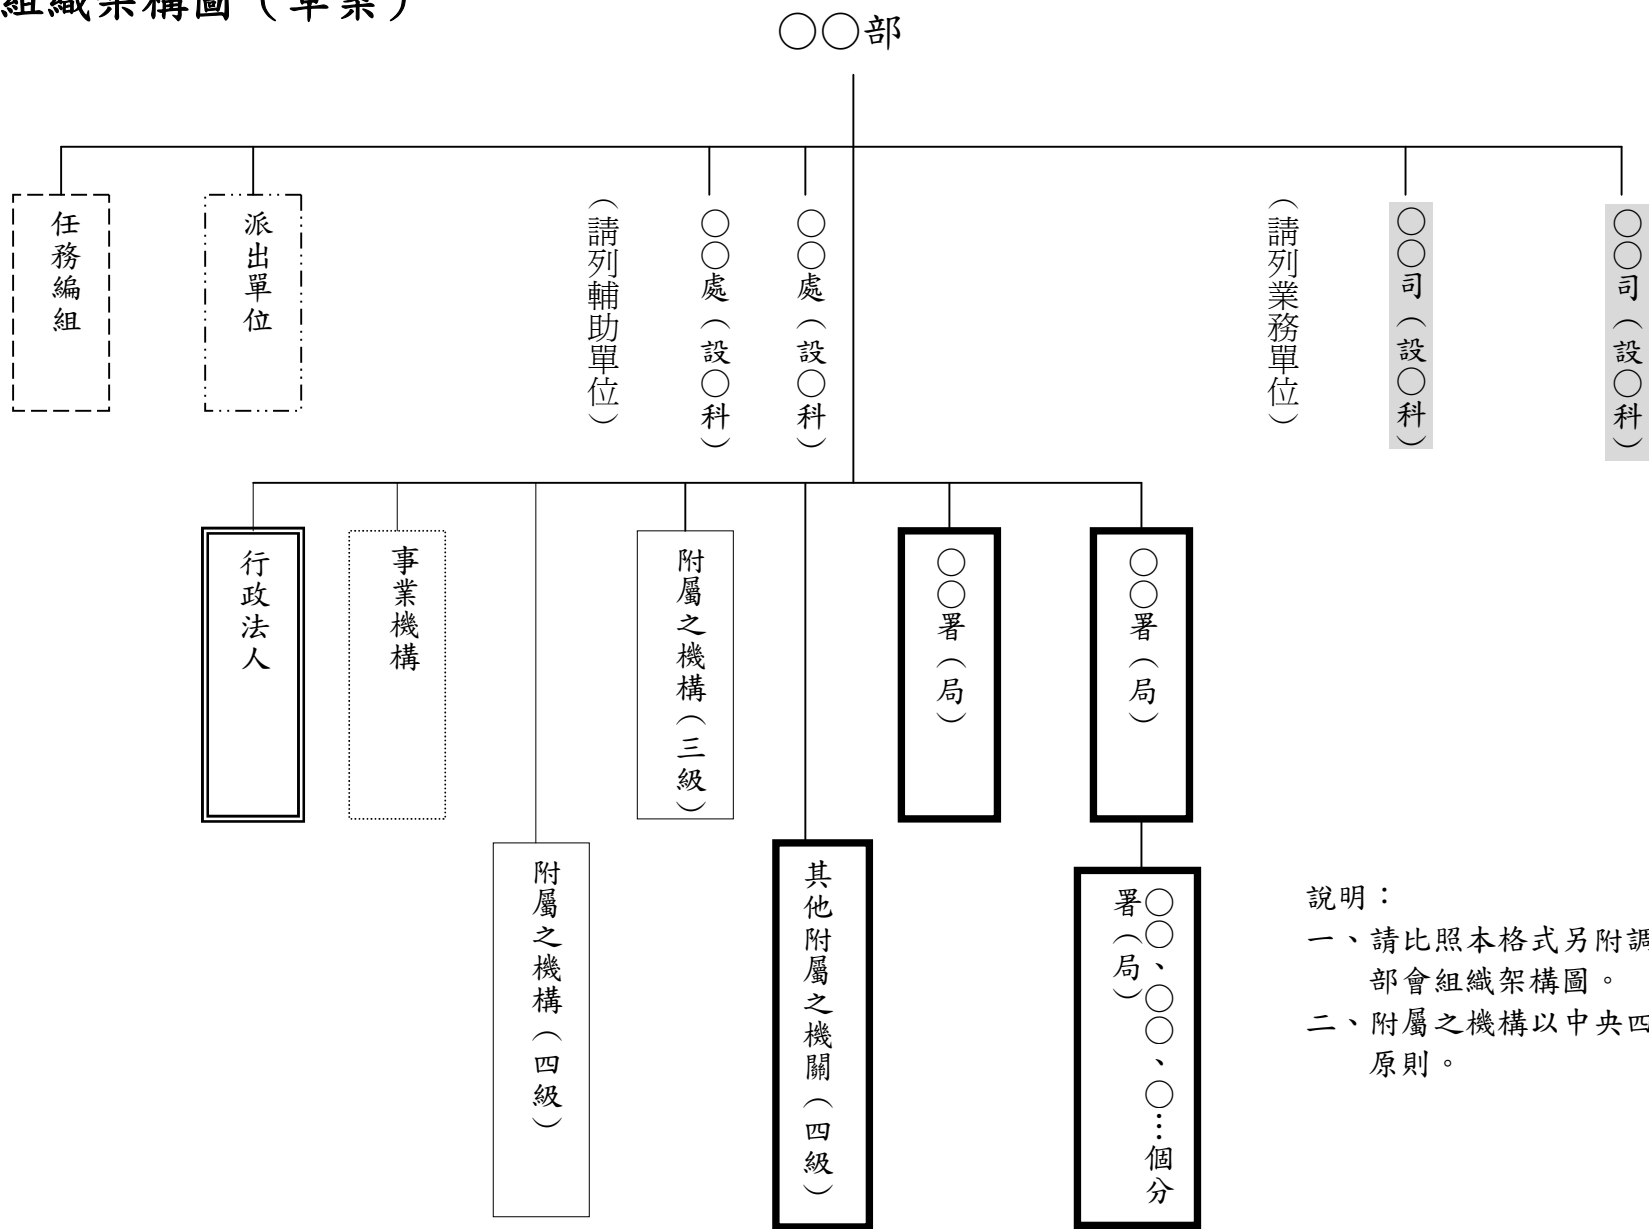 組織架構圖（草案）
○○部
○○司（設○科）
○○司（設○科）
（請列業務單位）
○○處（設○科）
○○處（設○科）
（請列輔助單位）
派出單位
任務編組
○○署（局）
○○署（局）
附屬之機構（三級）
事業機構
行政法人
○○、○○、○…個分
署（局）
其他附屬之機關（四級）
附屬之機構（四級）
說明：
一、請比照本格式另附調
部會組織架構圖。
二、附屬之機構以中央四
原則。